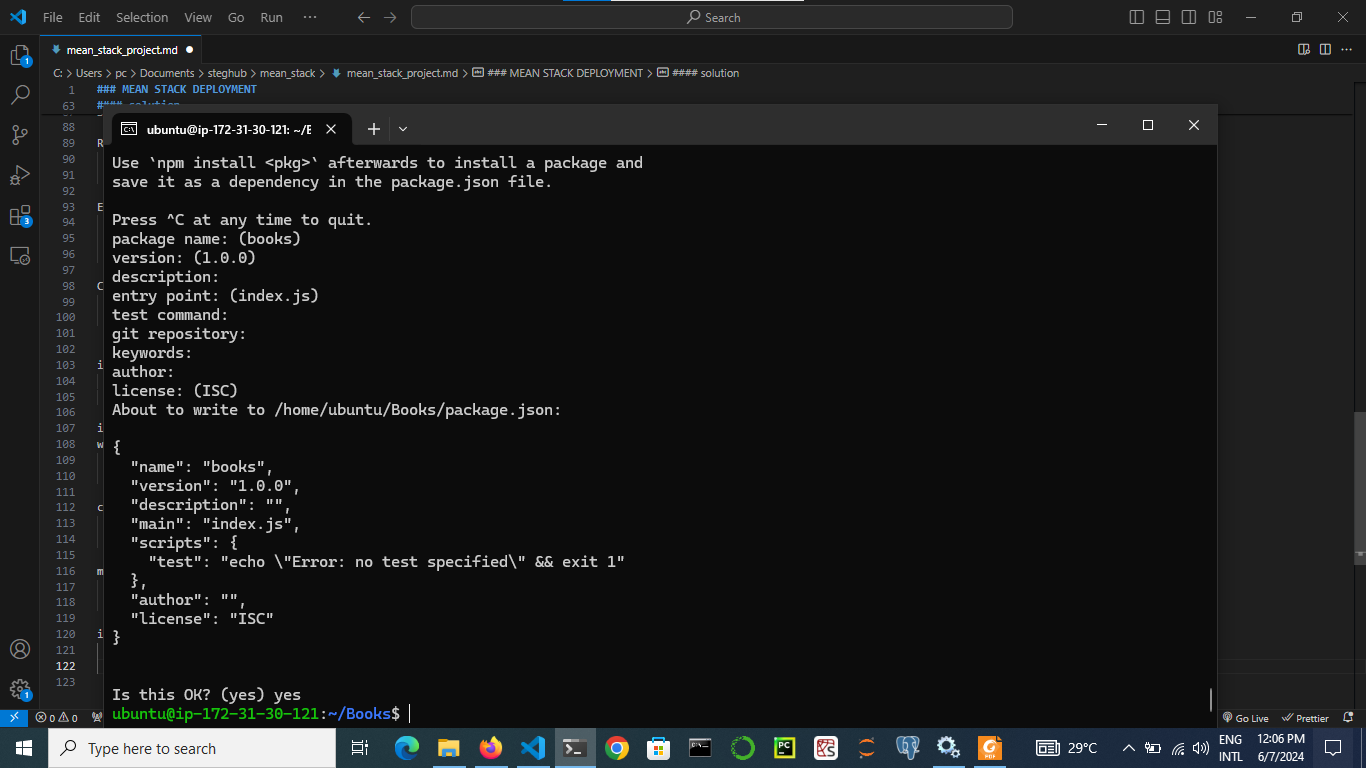 File Edit Selection View Go Run ··· Search
mean_stack_project.md
C: > Users > pc > Documents > steghub > mean_stack > mean_stack_project.md > ### MEAN STACK DEPLOYMENT > #### solution
1 ### MEAN STACK DEPLOYMENT
63 #### solution
88
89 R
90
91
92
93 E
94
95
96
97
98 C
99
100
101
102
103 i
104
105
106
107 i
108 w
109
110
111
112 c
113
114
115
116 m
117
118
119
120 i
121
122
123
ubuntu@ip-172-31-30-121: ~/E
Use `npm install <pkg>` afterwards to install a package and
save it as a dependency in the package.json file.
Press ^C at any time to quit.
package name: (books)
version: (1.0.0)
description:
entry point: (index.js)
test command:
git repository:
keywords:
author:
license: (ISC)
About to write to /home/ubuntu/Books/package.json:
{
"name": "books",
"version": "1.0.0",
"description": "",
"main": "index.js",
"scripts": {
"test": "echo \"Error: no test specified\" && exit 1"
},
"author": "",
"license": "ISC"
}
Is this OK? (yes) yes
ubuntu@ip-172-31-30-121:~/Books$
1
3
1
0 0 Go Live Prettier
Type here to search
PC
PDF
29°C
ENG
INTL
12:06 PM
6/7/2024